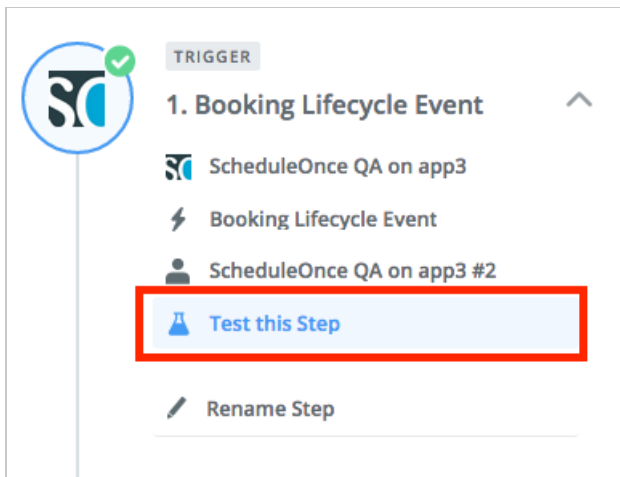 TRIGGER
1. Booking Lifecycle Event
ScheduleOnce QA on app3
Booking Lifecycle Event
ScheduleOnce QA on app3 #2
Test this Step
Rename Step